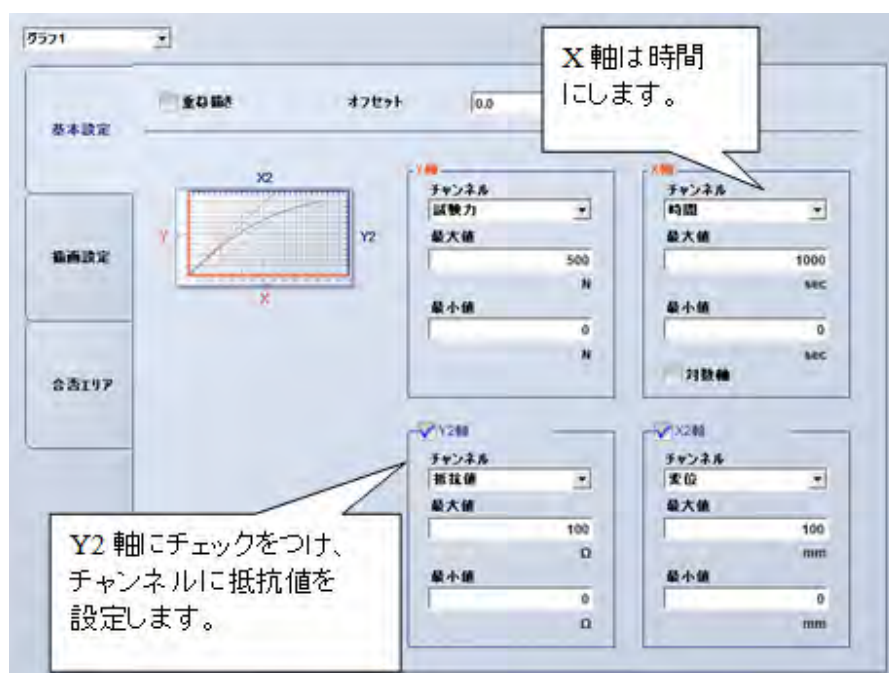 グラフ1
X 軸は時間
にします。
重ね描き
オフセット
0.0
基本設定
描画設定
合否エリア
X2
Y
Y2
X
Y軸
チャンネル
試験力
最大値
500
N
最小値
0
N
X軸
チャンネル
時間
最大値
1000
sec
最小値
0
sec
対数軸
Y2軸
チャンネル
抵抗値
最大値
100
Ω
最小値
0
Ω
X2軸
チャンネル
変位
最大値
100
mm
最小値
0
mm
Y2 軸にチェックをつけ、
チャンネルに抵抗値を
設定します。